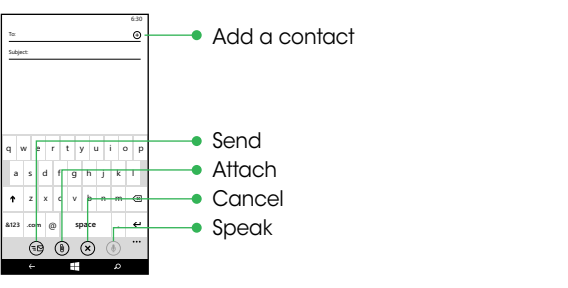 6:30
To:
Add a contact
Subject:
q w e r t y u i o p
Send
a s d f g h j k l
Attach
z x c v b n m
Cancel
&123 .com @ space .
Speak